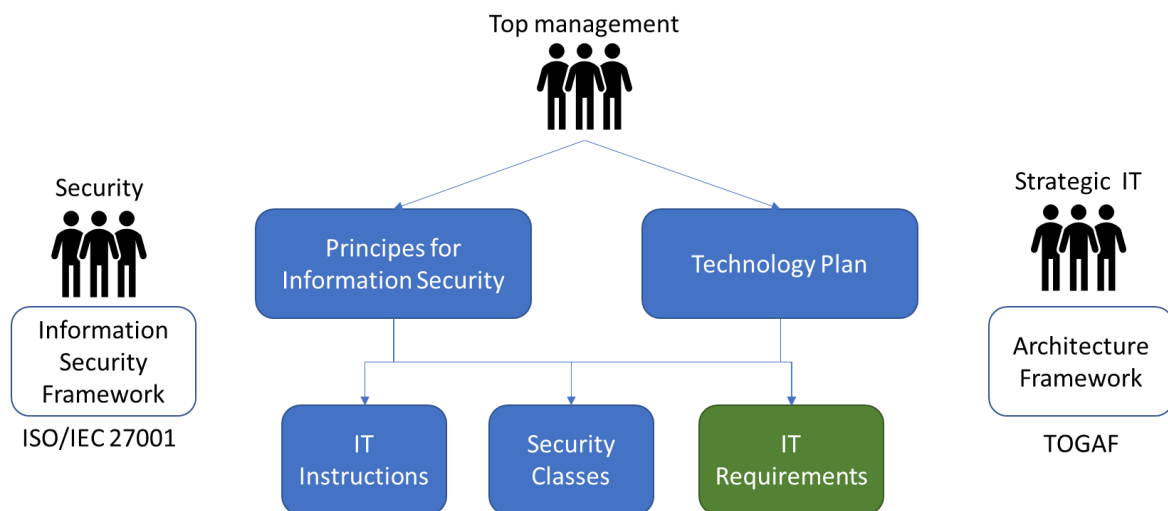 Top management
Security
Strategic IT
Principes for
Information Security
Technology Plan
Information
Security
Framework
Architecture
Framework
ISO/IEC 27001
TOGAF
IT
Instructions
Security
Classes
IT
Requirements